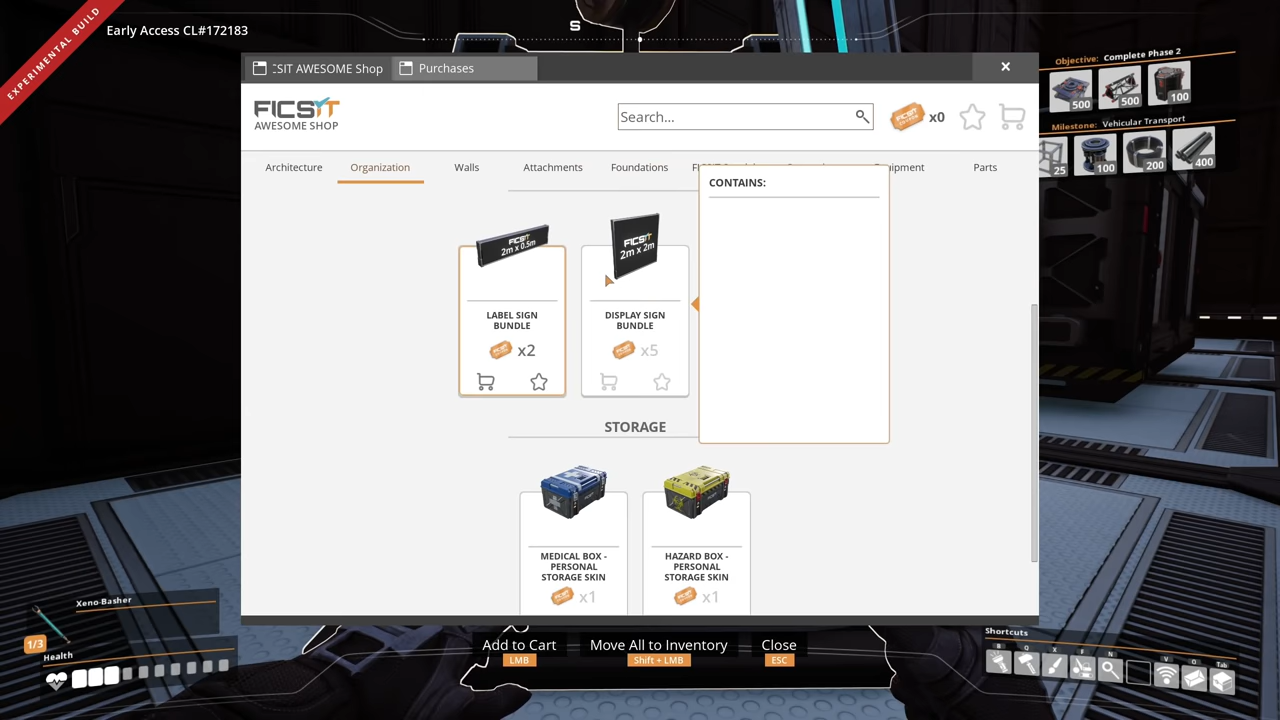 EXPERIMENTAL BUILD
Early Access CL#172183
S
:SIT AWESOME Shop
Purchases
FICSIT
AWESOME SHOP
Search...
x0
Architecture
Organization
Walls
Attachments
Foundations
Parts
CONTAINS:
FICSIT
2m x 0.5m
FICSIT
2m x 2m
LABEL SIGN
BUNDLE
x2
DISPLAY SIGN
BUNDLE
x5
STORAGE
MEDICAL BOX -
PERSONAL
STORAGE SKIN
x1
HAZARD BOX -
PERSONAL
STORAGE SKIN
x1
Objective: Complete Phase 2
500
500
100
Milestone: Vehicular Transport
25
100
200
400
Xeno-Basher
1/3
Health
Add to Cart
LMB
Move All to Inventory
Shift + LMB
Close
ESC
Shortcuts
B
Q
X
F
N
V
O
Tab